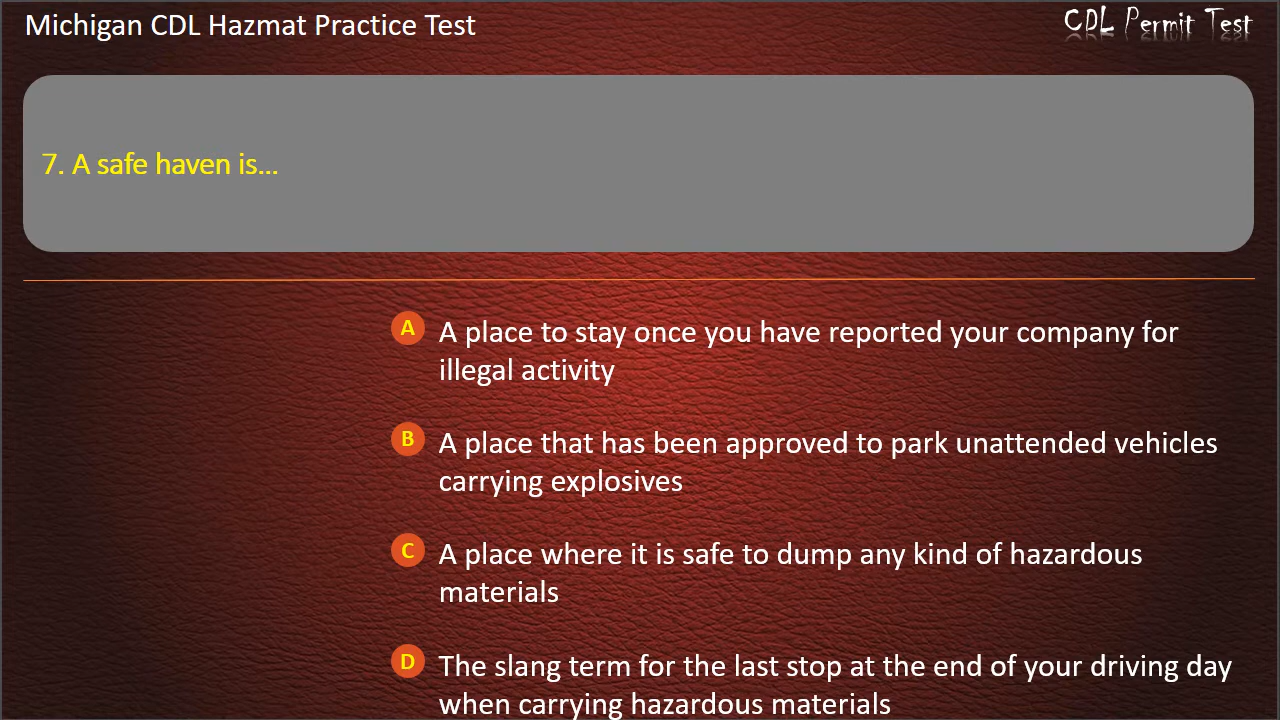 Michigan CDL Hazmat Practice Test
CDL Permit Test
7. A safe haven is...
A
A place to stay once you have reported your company for
illegal activity
B
A place that has been approved to park unattended vehicles
carrying explosives
C
A place where it is safe to dump any kind of hazardous
materials
D
The slang term for the last stop at the end of your driving day
when carrying hazardous materials